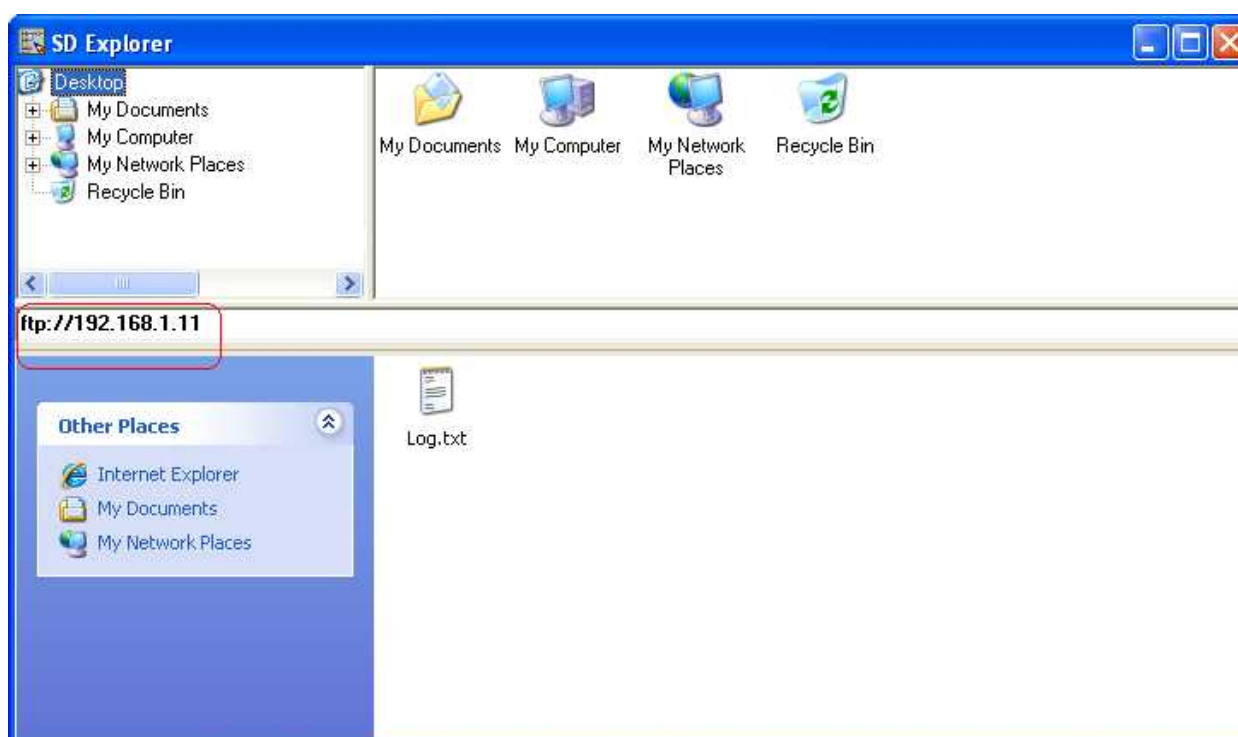 SD Explorer
Desktop
My Documents
My Computer
My Network Places
Recycle Bin
My Documents
My Computer
My Network
Places
Recycle Bin
ftp://192.168.1.11
Other Places
Internet Explorer
My Documents
My Network Places
Log.txt